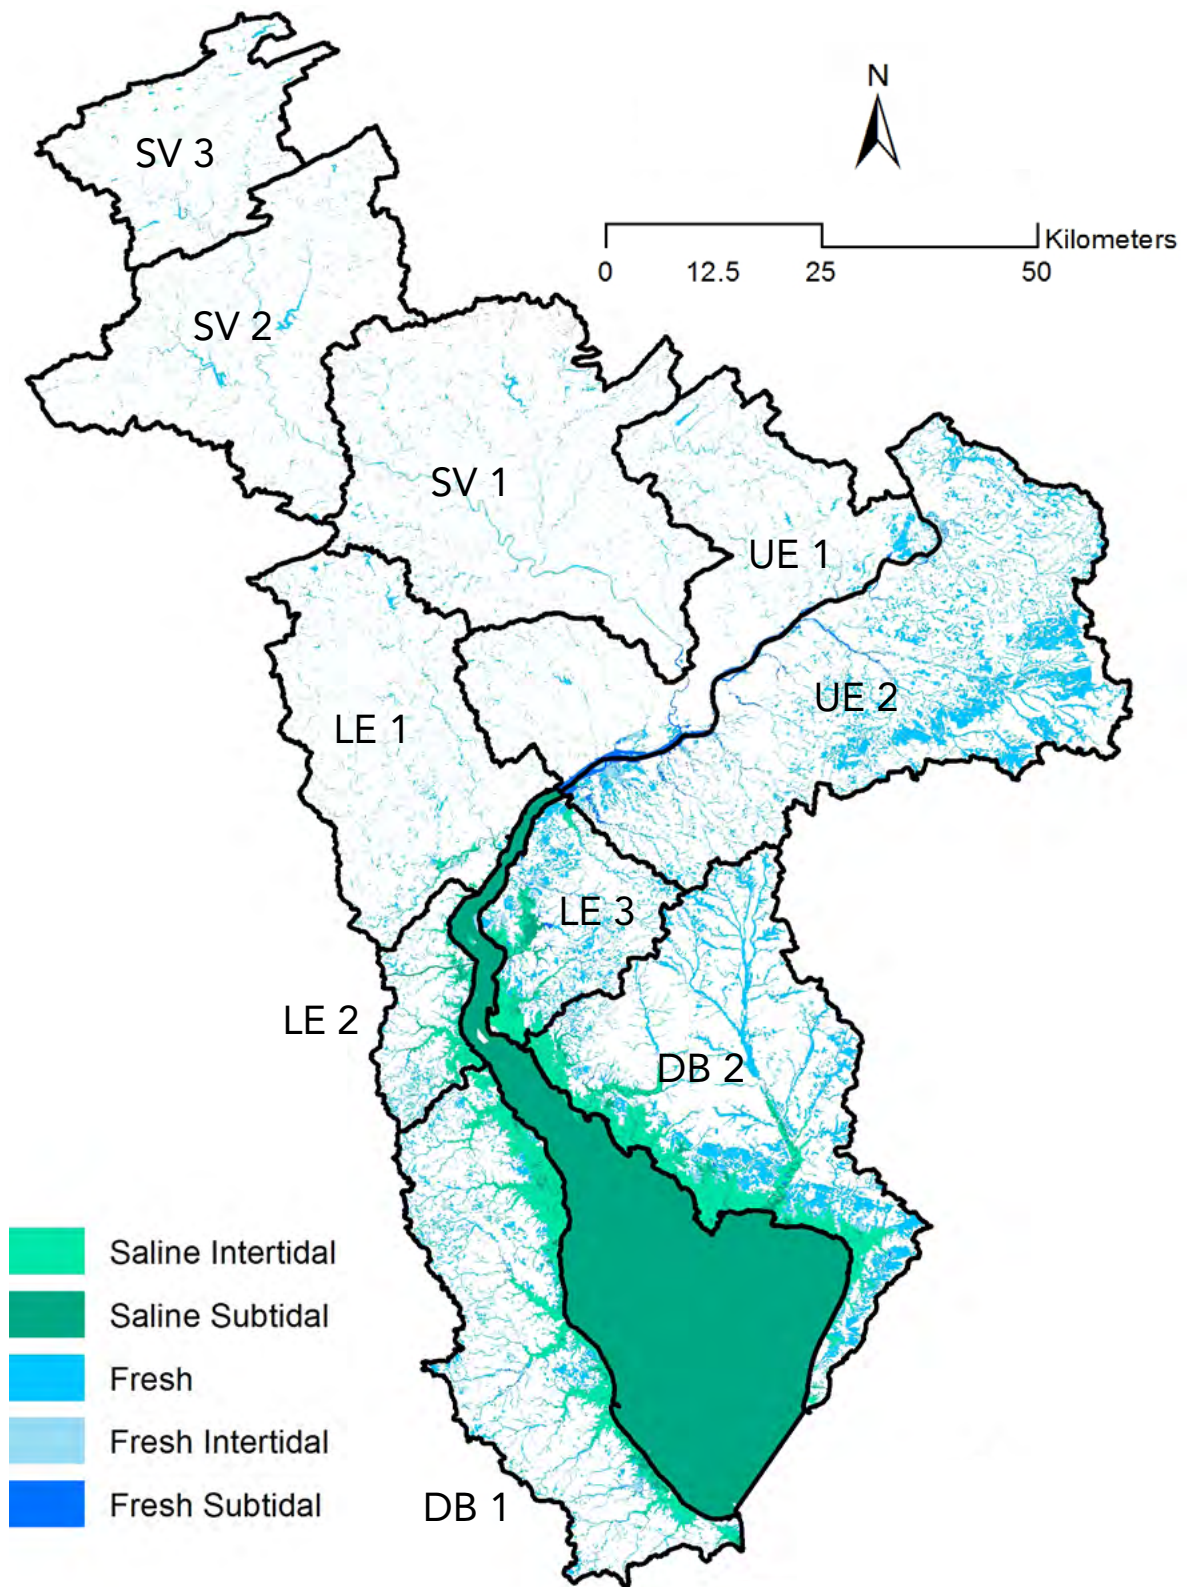 N
SV 3
Kilometers
0 12.5 25 50
SV 2
SV 1
UE 1
UE 2
LE 1
LE 3
LE 2
DB 2
Saline Intertidal
Saline Subtidal
Fresh
Fresh Intertidal
Fresh Subtidal
DB 1